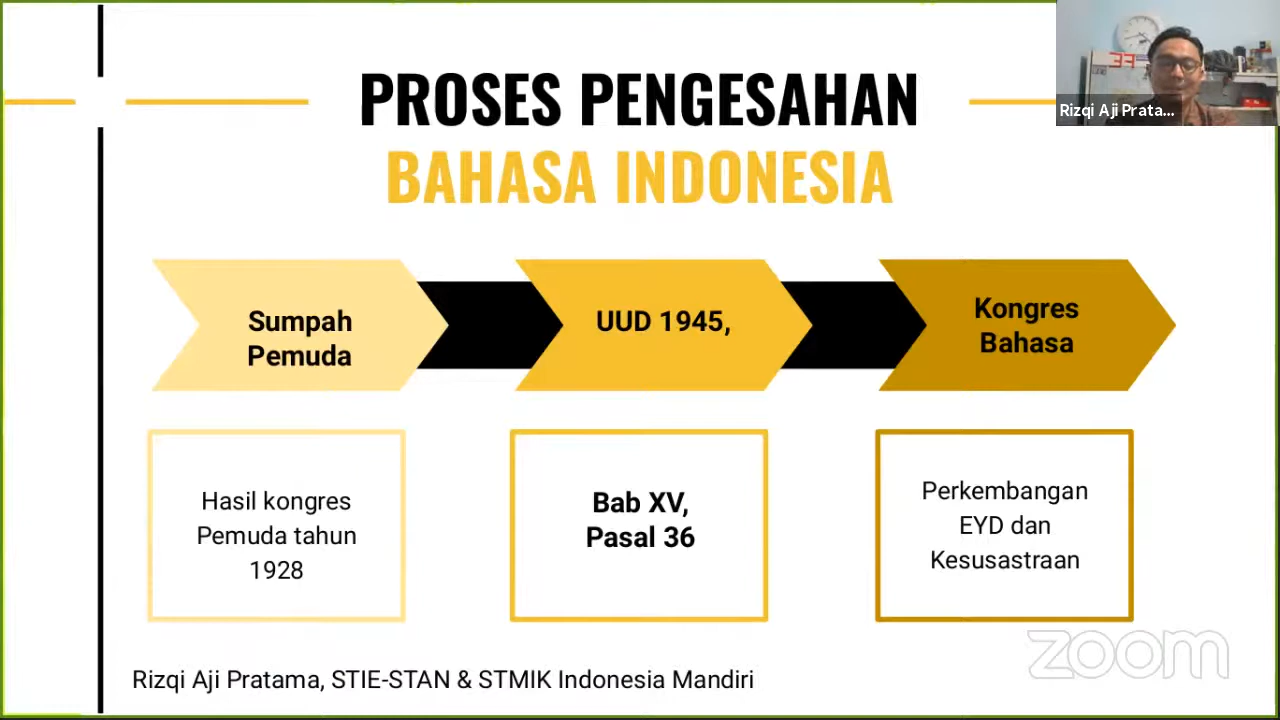 PROSES PENGESAHAN
BAHASA INDONESIA
Rizqi Aji Prata...
Sumpah
Pemuda
UUD 1945,
Kongres
Bahasa
Hasil kongres
Pemuda tahun
1928
Bab XV,
Pasal 36
Perkembangan
EYD dan
Kesusastraan
Rizqi Aji Pratama, STIE-STAN & STMIK Indonesia Mandiri
zoom